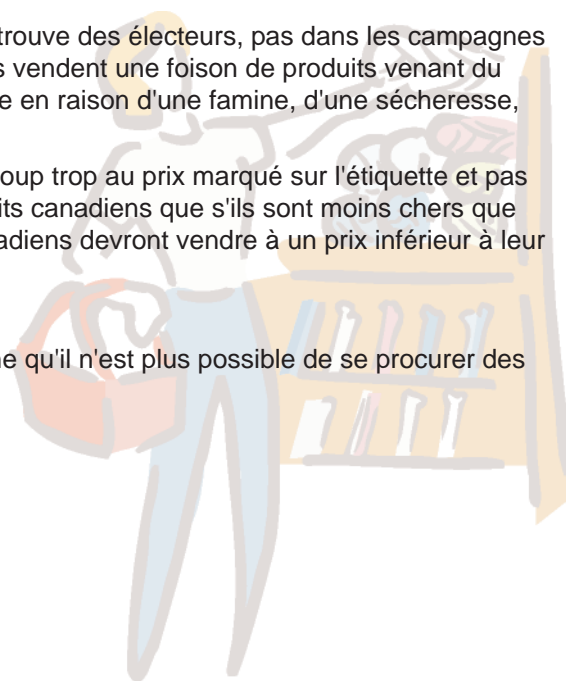 trouve des électeurs, pas dans les campagnes
s vendent une foison de produits venant du
e en raison d'une famine, d'une sécheresse,
oup trop au prix marqué sur l'étiquette et pas
its canadiens que s'ils sont moins chers que
adiens devront vendre à un prix inférieur à leur
ne qu'il n'est plus possible de se procurer des